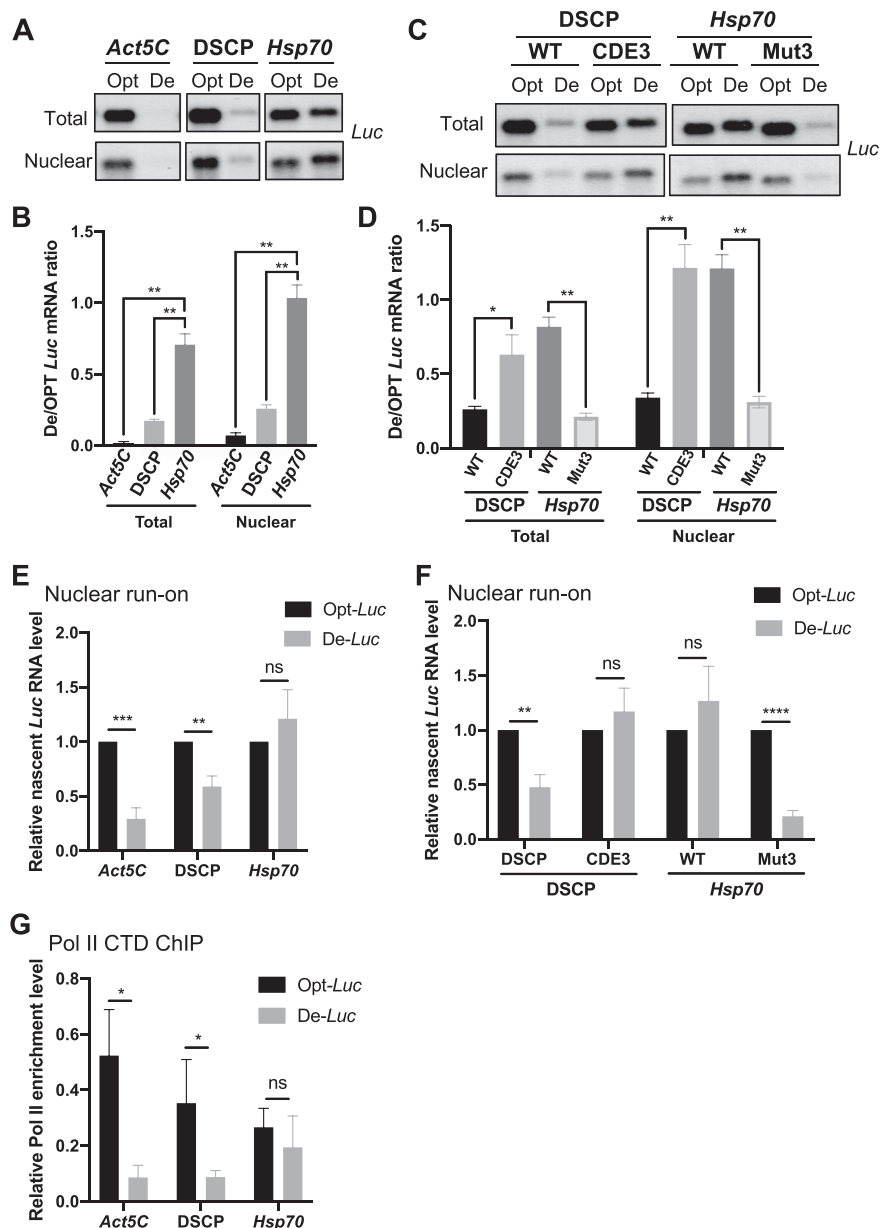 A
Act5C DSCP Hsp70
Opt De Opt De Opt De
Total
Luc
Nuclear
C
DSCP Hsp70
WT CDE3 WT Mut3
Opt De Opt De Opt De Opt De
Total
Luc
Nuclear
B
De/OPT Luc mRNA ratio
1.5
1.0
0.5
0.0
** ** ** **
Act5C DSCP Hsp70 Act5C DSCP Hsp70
Total Nuclear
D
De/OPT Luc mRNA ratio
1.5
1.0
0.5
0.0
* ** ** **
WT CDE3 WT Mut3 WT CDE3 WT Mut3
DSCP Hsp70 DSCP Hsp70
Total Nuclear
E
Nuclear run-on
Opt-Luc
De-Luc
Relative nascent Luc RNA level
2.0
1.5
1.0
0.5
0.0
*** ** ns
Act5C DSCP Hsp70
F
Nuclear run-on
Opt-Luc
De-Luc
Relative nascent Luc RNA level
2.0
1.5
1.0
0.5
0.0
** ns ns ****
DSCP CDE3 WT Mut3
DSCP Hsp70
G
Pol II CTD ChIP
Opt-Luc
De-Luc
Relative Pol II enrichment level
0.8
0.6
0.4
0.2
0.0
* * ns
Act5C DSCP Hsp70